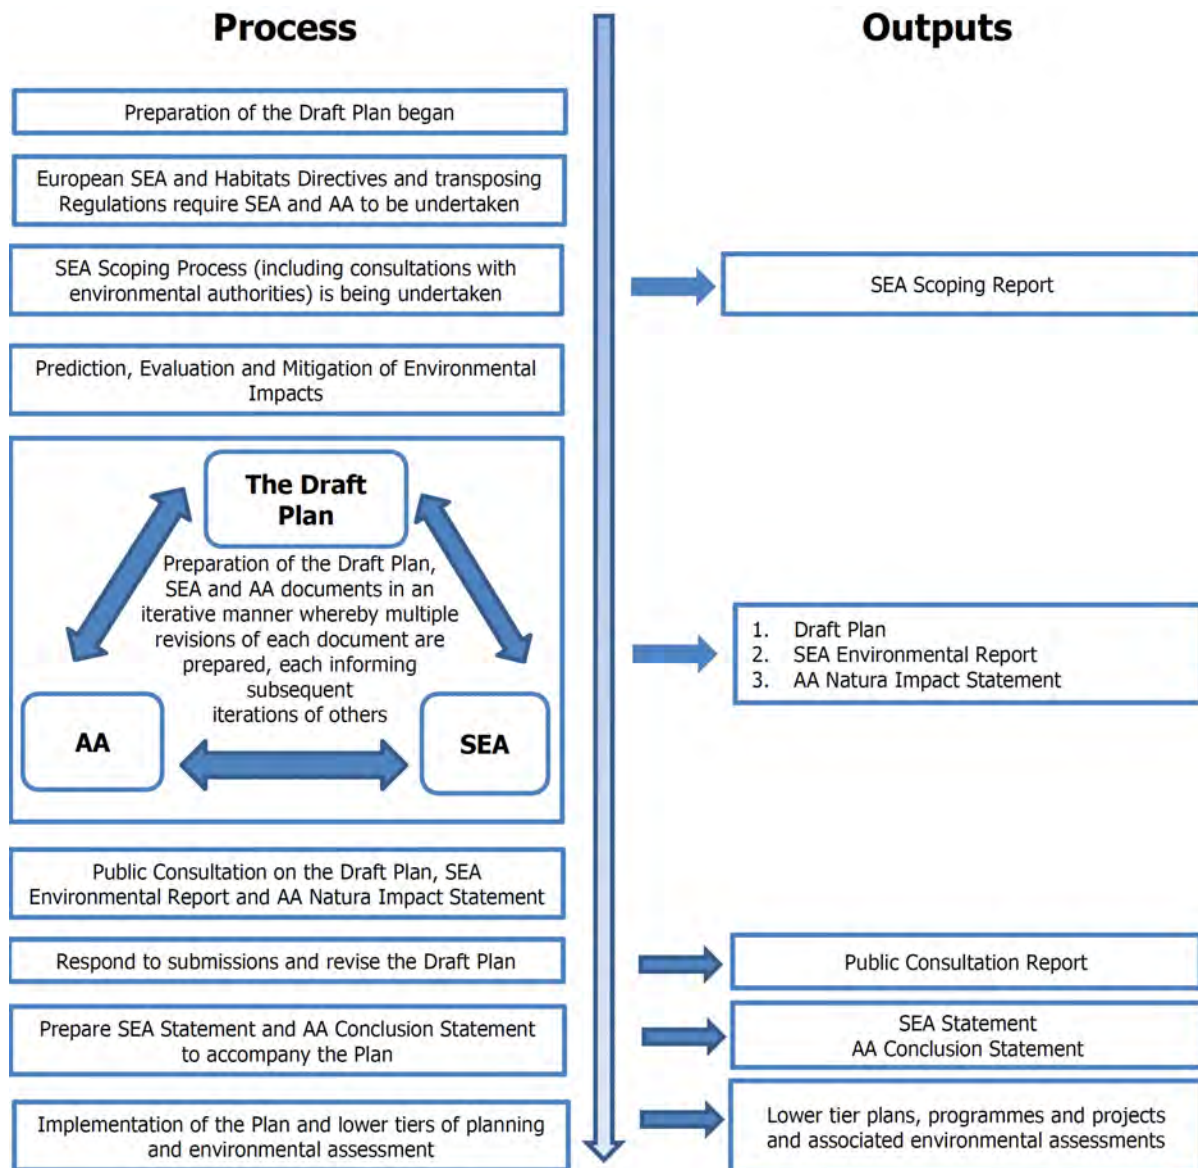 Process
Outputs
Preparation of the Draft Plan began
European SEA and Habitats Directives and transposing
Regulations require SEA and AA to be undertaken
SEA Scoping Process (including consultations with
environmental authorities) is being undertaken
SEA Scoping Report
Prediction, Evaluation and Mitigation of Environmental
Impacts
The Draft
Plan
Preparation of the Draft Plan,
SEA and AA documents in an
iterative manner whereby multiple
revisions of each document are
prepared, each informing
subsequent
iterations of others
AA
SEA
1. Draft Plan
2. SEA Environmental Report
3. AA Natura Impact Statement
Public Consultation on the Draft Plan, SEA
Environmental Report and AA Natura Impact Statement
Respond to submissions and revise the Draft Plan
Public Consultation Report
Prepare SEA Statement and AA Conclusion Statement
to accompany the Plan
SEA Statement
AA Conclusion Statement
Implementation of the Plan and lower tiers of planning
and environmental assessment
Lower tier plans, programmes and projects
and associated environmental assessments